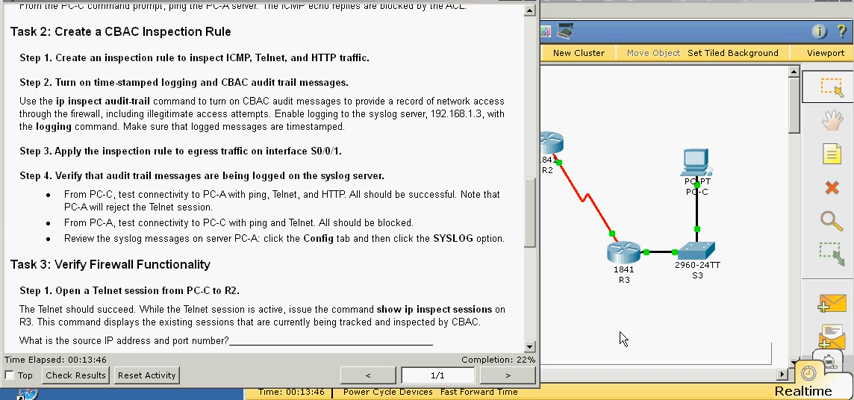 From the PC-C command prompt, ping the PC-A server. The ICMP echo replies are blocked by the ACL.
Task 2: Create a CBAC Inspection Rule
Step 1. Create an inspection rule to inspect ICMP, Telnet, and HTTP traffic.
Step 2. Turn on time-stamped logging and CBAC audit trail messages.
Use the ip inspect audit-trail command to turn on CBAC audit messages to provide a record of network access
through the firewall, including illegitimate access attempts. Enable logging to the syslog server, 192.168.1.3, with
the logging command. Make sure that logged messages are timestamped.
Step 3. Apply the inspection rule to egress traffic on interface S0/0/1.
Step 4. Verify that audit trail messages are being logged on the syslog server.
• From PC-C, test connectivity to PC-A with ping, Telnet, and HTTP. All should be successful. Note that
PC-A will reject the Telnet session.
• From PC-A, test connectivity to PC-C with ping and Telnet. All should be blocked.
• Review the syslog messages on server PC-A: click the Config tab and then click the SYSLOG option.
Task 3: Verify Firewall Functionality
Step 1. Open a Telnet session from PC-C to R2.
The Telnet should succeed. While the Telnet session is active, issue the command show ip inspect sessions on
R3. This command displays the existing sessions that are currently being tracked and inspected by CBAC.
What is the source IP address and port number?
Time Elapsed: 00:13:46
Completion: 22%
Top
Check Results
Reset Activity
<
1/1
>
New Cluster
Move Object
Set Tiled Background
Viewport
1841
R2
PC-PT
PC-C
1841
R3
2960-24TT
S3
Time: 00:13:46
Power Cycle Devices
Fast Forward Time
Realtime